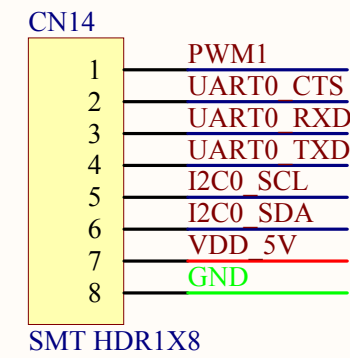 CN14
1 PWM1
2 UART0_CTS
3 UART0_RXD
4 UART0_TXD
5 I2C0_SCL
6 I2C0_SDA
7 VDD_5V
8 GND
SMT HDR1X8